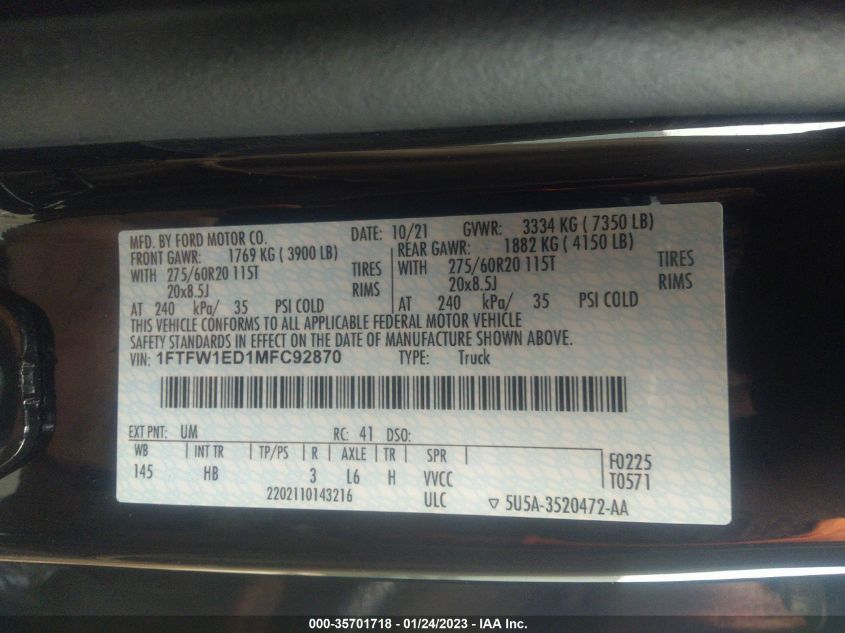 MFD. BY FORD MOTOR CO. DATE: 10/21 GVWR: 3334 KG ( 7350 LB)
FRONT GAWR: 1769 KG ( 3900 LB) REAR GAWR: 1882 KG ( 4150 LB)
WITH 275/60R20 115T TIRES WITH 275/60R20 115T TIRES
20x8.5J RIMS 20x8.5J RIMS
AT 240 kPa/ 35 PSI COLD AT 240 kPa/ 35 PSI COLD
THIS VEHICLE CONFORMS TO ALL APPLICABLE FEDERAL MOTOR VEHICLE
SAFETY STANDARDS IN EFFECT ON THE DATE OF MANUFACTURE SHOWN ABOVE.
VIN: 1FTFW1ED1MFC92870 TYPE: Truck
EXT PNT: UM RC: 41 DSO:
WB INT TR TP/PS R AXLE TR SPR F0225
145 HB 3 L6 H VVCC T0571
2202110143216 ULC ▽ 5U5A-3520472-AA
000-35701718 - 01/24/2023 - IAA Inc.